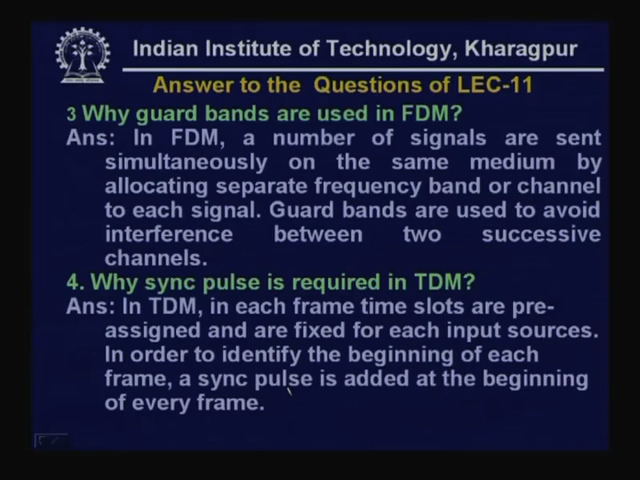 Indian Institute of Technology, Kharagpur
Answer to the Questions of LEC-11
3 Why guard bands are used in FDM?
Ans: In FDM, a number of signals are sent
simultaneously on the same medium by
allocating separate frequency band or channel
to each signal. Guard bands are used to avoid
interference between two successive
channels.
4. Why sync pulse is required in TDM?
Ans: In TDM, in each frame time slots are pre-
assigned and are fixed for each input sources.
In order to identify the beginning of each
frame, a sync pulse is added at the beginning
of every frame.